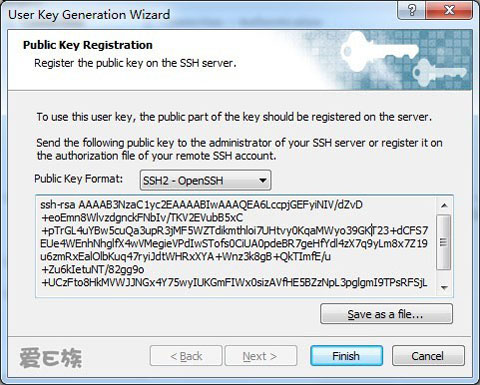 User Key Generation Wizard
Public Key Registration
Register the public key on the SSH server.
To use this user key, the public part of the key should be registered on the server.
Send the following public key to the administrator of your SSH server or register it on
the authorization file of your remote SSH account.
Public Key Format: SSH2 - OpenSSH
ssh-rsa AAAAB3NzaC1yc2EAAAABIwAAAQEA6LccpjGEFyiNIV/dZvD
+eoEmn8WlvzdgnckFNbIv/TKV2EVubB5xC
+pTrGL4uYBw5cuQa3upR3jMF5WZTdikmthloi7UHtvy0KqaMWyo39GKIT23+dCFS7
EUe4WEnhNhglfX4wVMegieVPdIwSTofs0CiUA0pdeBR7geHfYdl4zX7q9yLm8x7Z19
u6zmRxEalOlbKuq47ryiJdtWHRxXYA+Wnz3k8gB+QkTImfE/u
+Zu6kIetuNT/82gg9o
+UCZfto8HkMVWJJNGx4Y75wyIUKGmFIWx0sizAVfHE5BZzNpL3pglgmI9TPsRFSjL
Save as a file...
爱E族
< Back
Next >
Finish
Cancel